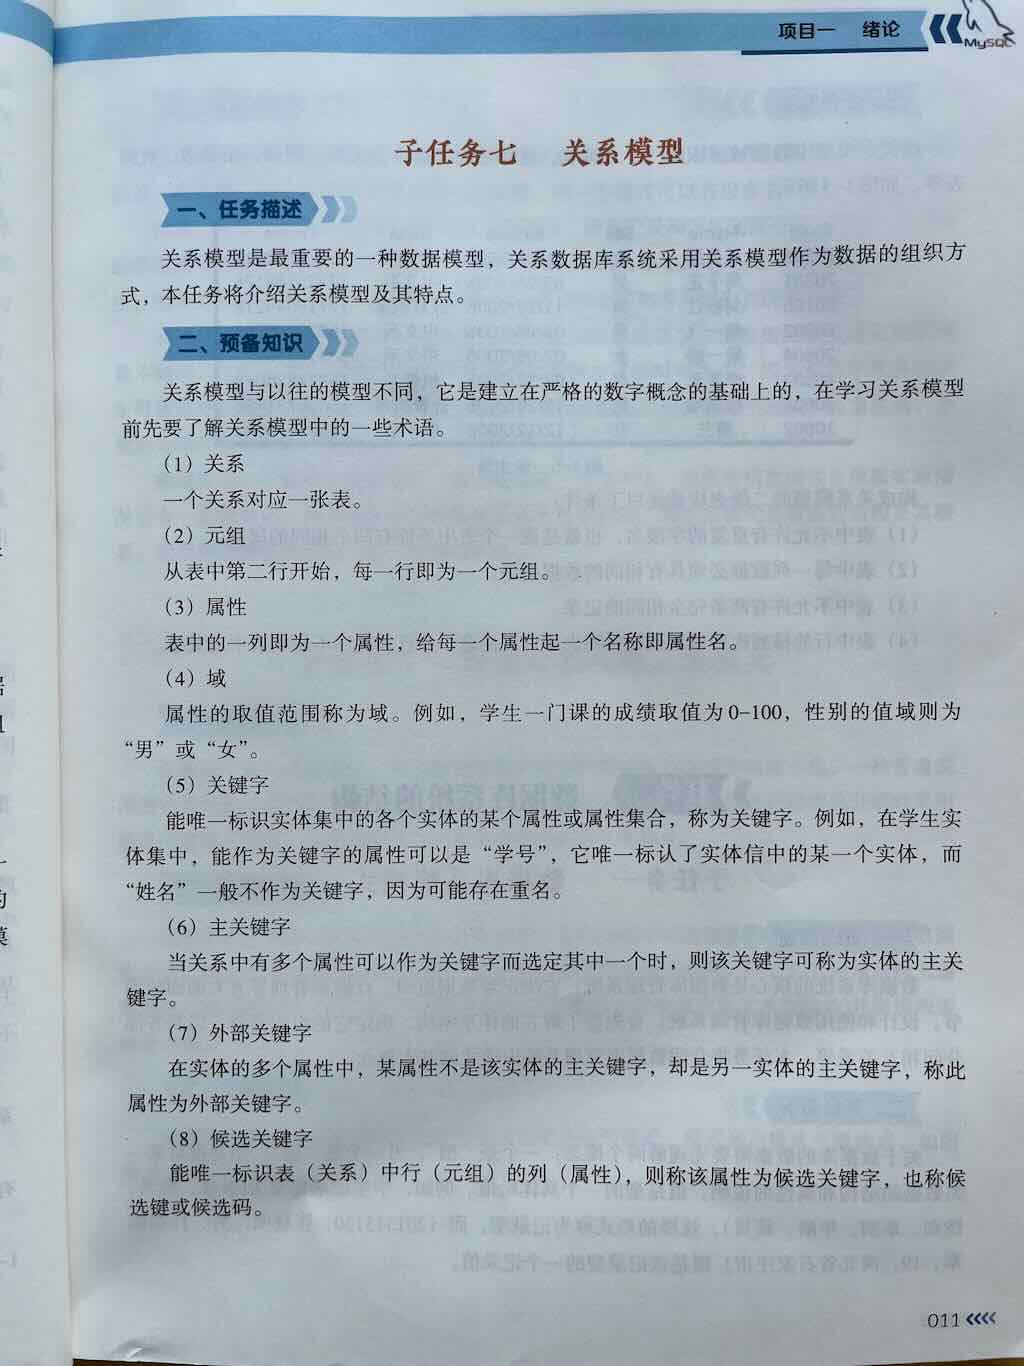 项目一 绪论
MySQL
子任务七 关系模型
一、任务描述
关系模型是最重要的一种数据模型，关系数据库系统采用关系模型作为数据的组织方
式，本任务将介绍关系模型及其特点。
二、预备知识
关系模型与以往的模型不同，它是建立在严格的数字概念的基础上的，在学习关系模型
前先要了解关系模型中的一些术语。
（1）关系
一个关系对应一张表。
（2）元组
从表中第二行开始，每一行即为一个元组。
（3）属性
表中的一列即为一个属性，给每一个属性起一个名称即属性名。
（4）域
属性的取值范围称为域。例如，学生一门课的成绩取值为0-100，性别的值域则为
“男”或“女”。
（5）关键字
能唯一标识实体集中的各个实体的某个属性或属性集合，称为关键字。例如，在学生实
体集中，能作为关键字的属性可以是“学号”，它唯一标认了实体信中的某一个实体，而
“姓名”一般不作为关键字，因为可能存在重名。
（6）主关键字
当关系中有多个属性可以作为关键字而选定其中一个时，则该关键字可称为实体的主关
键字。
（7）外部关键字
在实体的多个属性中，某属性不是该实体的主关键字，却是另一实体的主关键字，称此
属性为外部关键字。
（8）候选关键字
能唯一标识表（关系）中行（元组）的列（属性），则称该属性为候选关键字，也称候
选键或候选码。
011